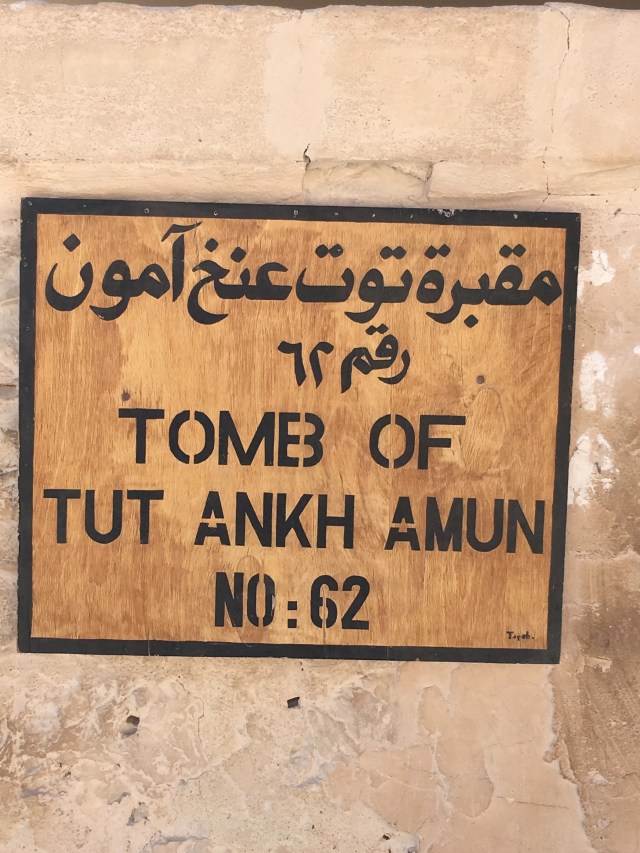 مقبرة توت عنخ آمون
رقم ٦٢
TOMB OF
TUT ANKH AMUN
NO: 62